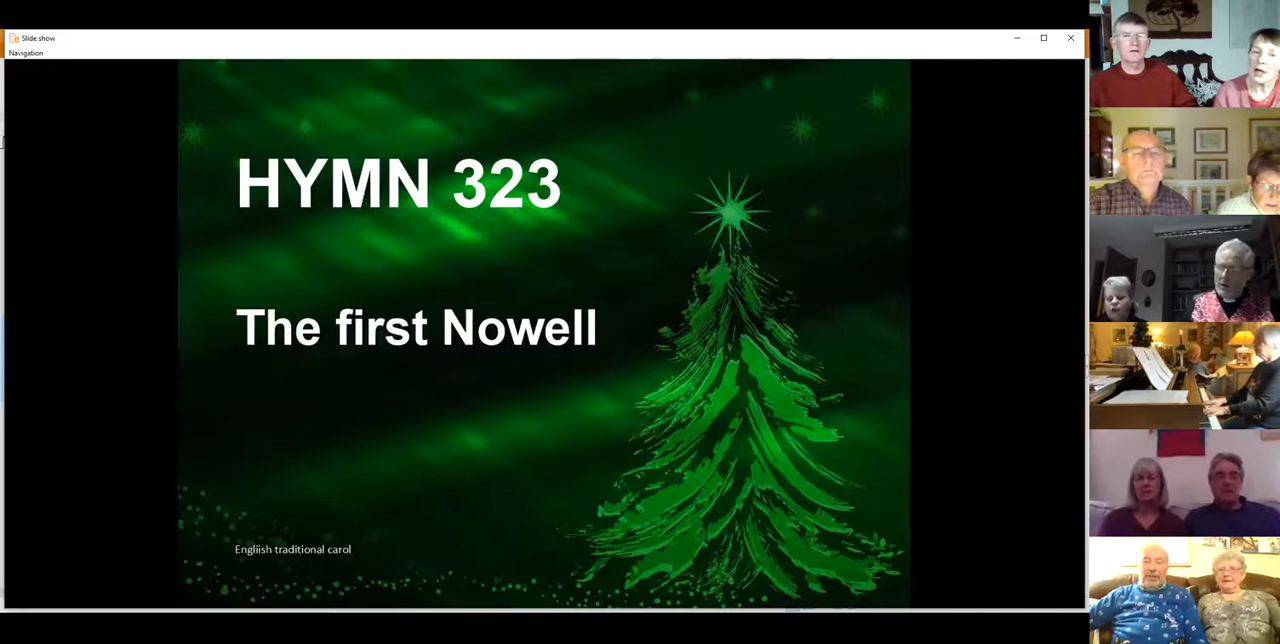 Slide show
Navigation
HYMN 323
The first Nowell
Engliish traditional carol